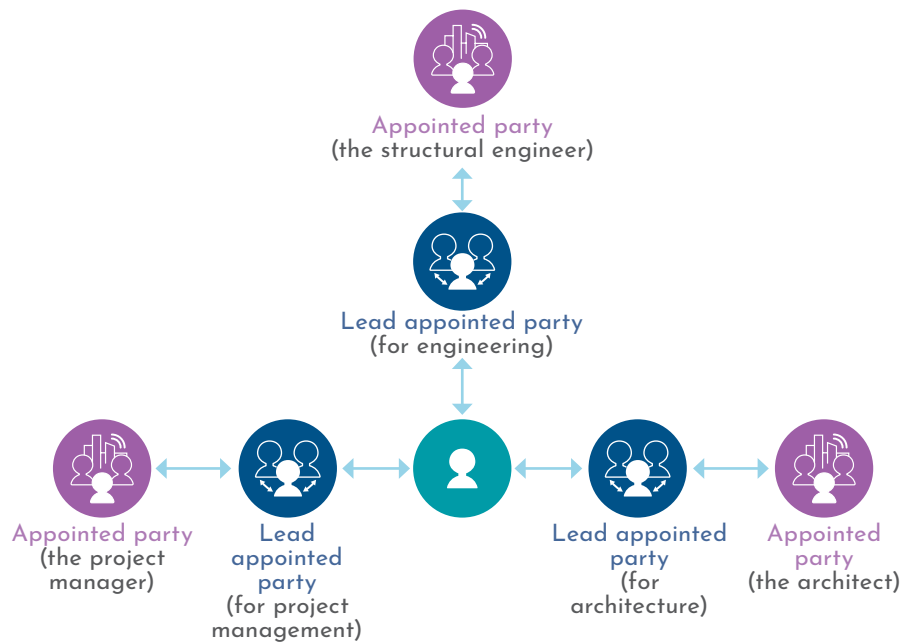 Appointed party
(the structural engineer)
Lead appointed party
(for engineering)
Appointed party
(the project
manager)
Lead
appointed
party
(for project
management)
Lead appointed
party
(for
architecture)
Appointed
party
(the architect)